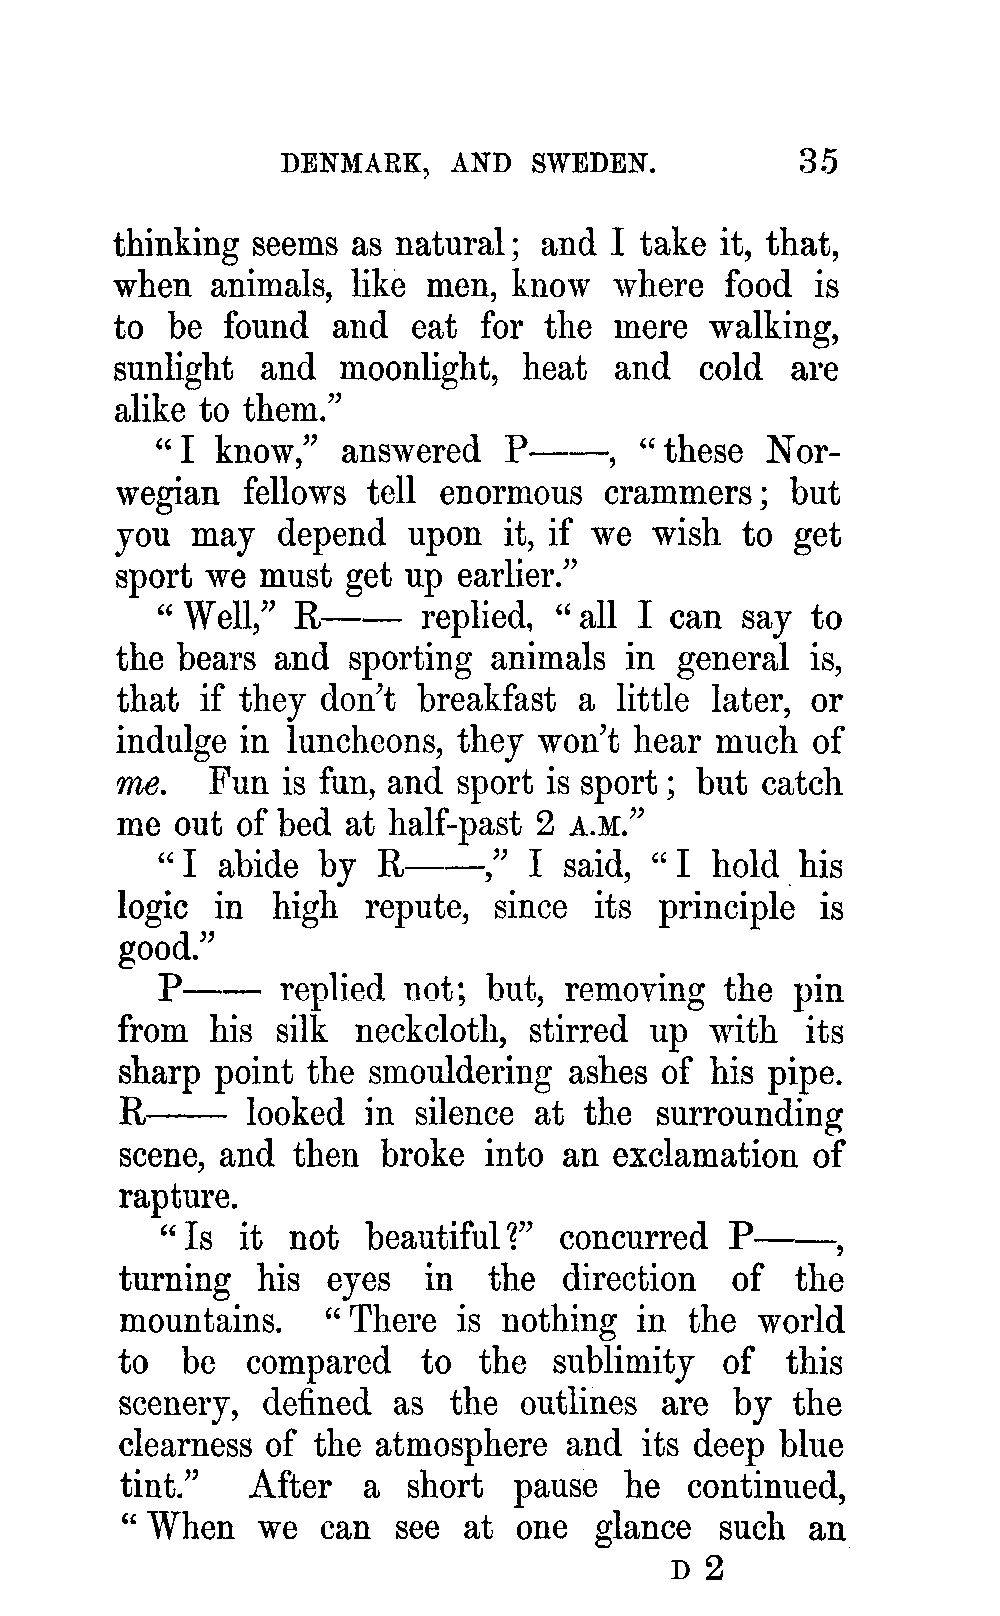 DENMARK, AND SWEDEN. 35
thinking seems as natural; and I take it, that,
when animals, like men, know where food is
to be found and eat for the mere walking,
sunlight and moonlight, heat and cold are
alike to them.”
“I know,” answered P——, “these Nor-
wegian fellows tell enormous crammers; but
you may depend upon it, if we wish to get
sport we must get up earlier.”
“Well,” R—— replied, “all I can say to
the bears and sporting animals in general is,
that if they don’t breakfast a little later, or
indulge in luncheons, they won’t hear much of
me. Fun is fun, and sport is sport; but catch
me out of bed at half-past 2 A.M.”
“I abide by R——,” I said, “I hold his
logic in high repute, since its principle is
good.”
P—— replied not; but, removing the pin
from his silk neckcloth, stirred up with its
sharp point the smouldering ashes of his pipe.
R—— looked in silence at the surrounding
scene, and then broke into an exclamation of
rapture.
“Is it not beautiful?” concurred P——,
turning his eyes in the direction of the
mountains. “There is nothing in the world
to be compared to the sublimity of this
scenery, defined as the outlines are by the
clearness of the atmosphere and its deep blue
tint.” After a short pause he continued,
“When we can see at one glance such an
D 2